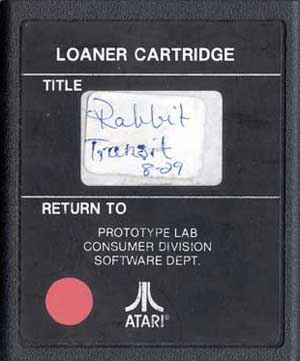 LOANER CARTRIDGE
TITLE
Rabbit
Transit
8-29
RETURN TO
PROTOTYPE LAB
CONSUMER DIVISION
SOFTWARE DEPT.
ATARI®